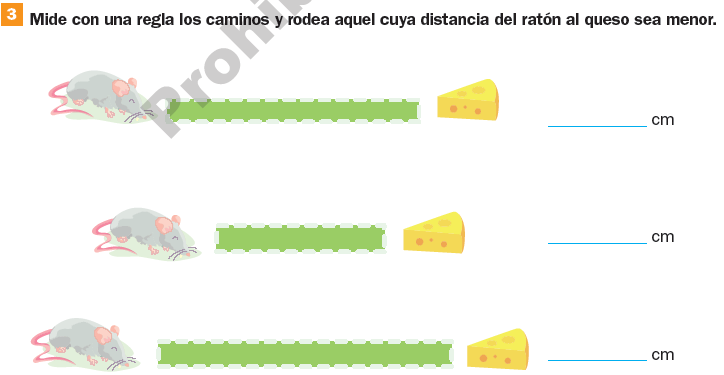 3 Mide con una regla los caminos y rodea aquel cuya distancia del ratón al queso sea menor.
Prohib
cm
cm
cm